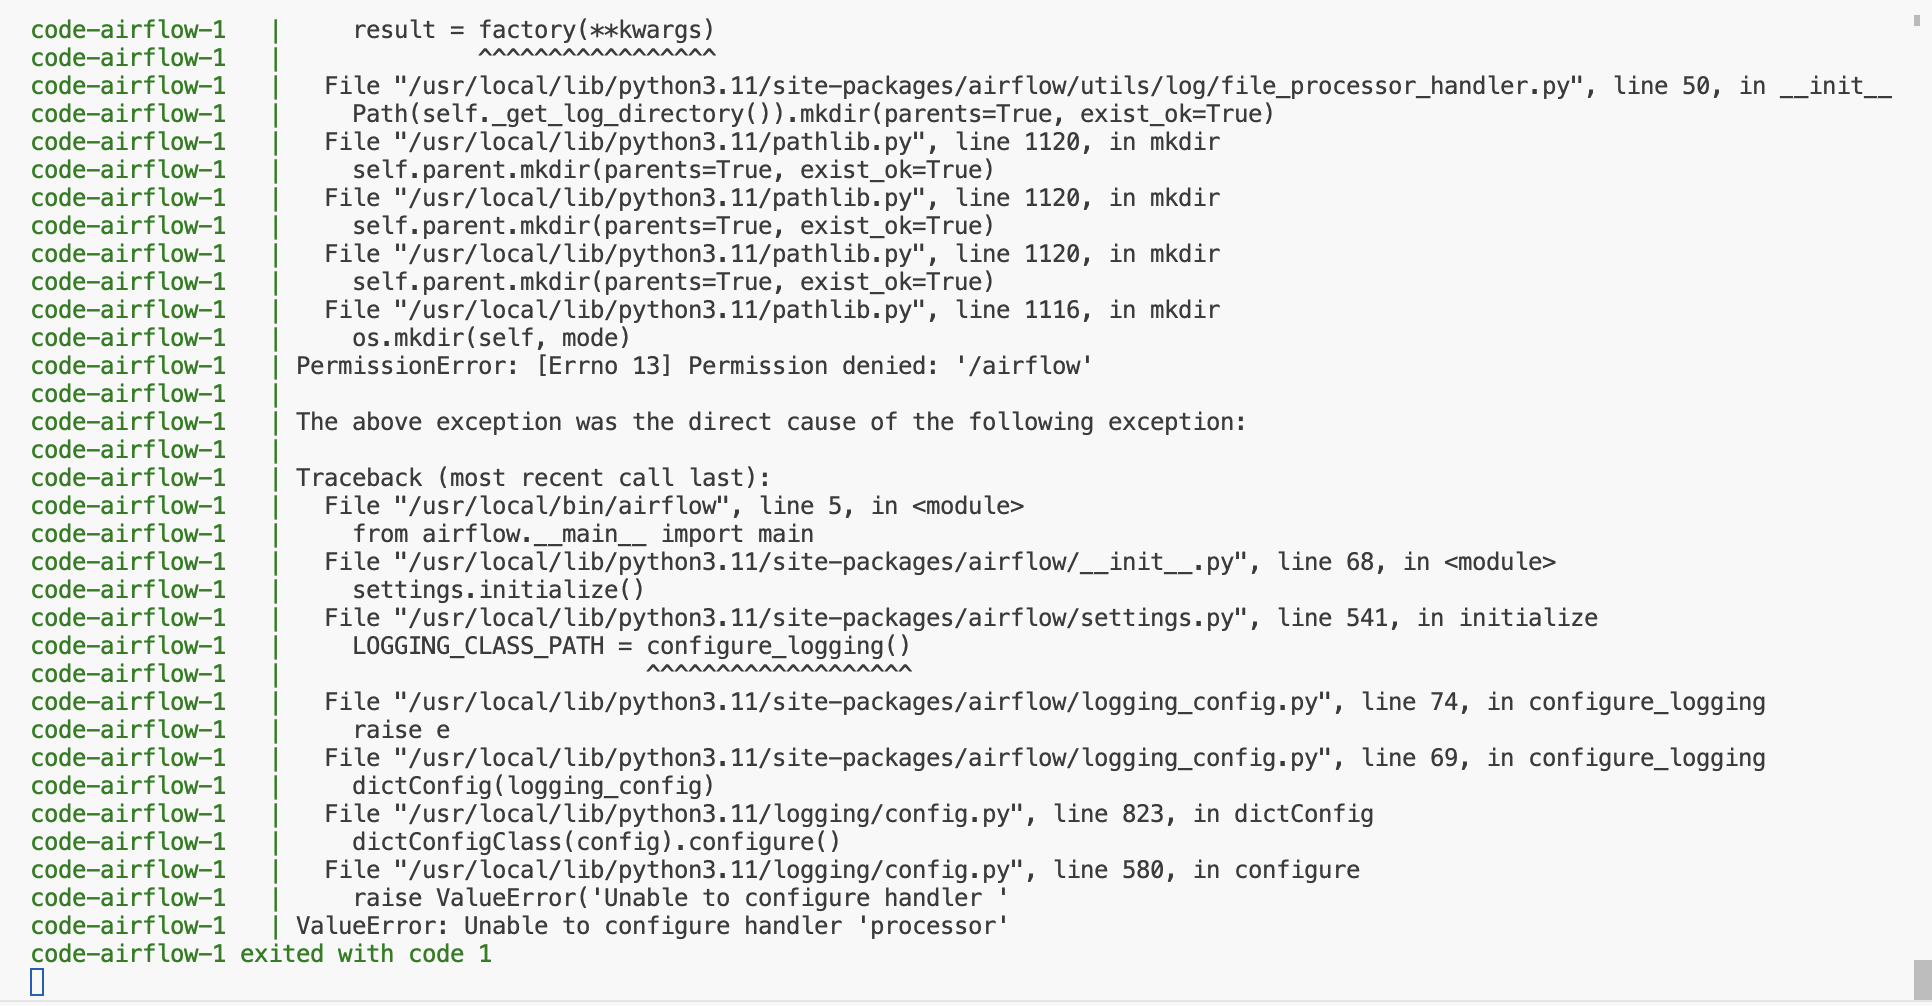 code-airflow-1   |     result = factory(**kwargs)
code-airflow-1   |              ^^^^^^^^^^^^^^^^^
code-airflow-1   |   File "/usr/local/lib/python3.11/site-packages/airflow/utils/log/file_processor_handler.py", line 50, in __init__
code-airflow-1   |     Path(self._get_log_directory()).mkdir(parents=True, exist_ok=True)
code-airflow-1   |   File "/usr/local/lib/python3.11/pathlib.py", line 1120, in mkdir
code-airflow-1   |     self.parent.mkdir(parents=True, exist_ok=True)
code-airflow-1   |   File "/usr/local/lib/python3.11/pathlib.py", line 1120, in mkdir
code-airflow-1   |     self.parent.mkdir(parents=True, exist_ok=True)
code-airflow-1   |   File "/usr/local/lib/python3.11/pathlib.py", line 1120, in mkdir
code-airflow-1   |     self.parent.mkdir(parents=True, exist_ok=True)
code-airflow-1   |   File "/usr/local/lib/python3.11/pathlib.py", line 1116, in mkdir
code-airflow-1   |     os.mkdir(self, mode)
code-airflow-1   | PermissionError: [Errno 13] Permission denied: '/airflow'
code-airflow-1   |
code-airflow-1   | The above exception was the direct cause of the following exception:
code-airflow-1   |
code-airflow-1   | Traceback (most recent call last):
code-airflow-1   |   File "/usr/local/bin/airflow", line 5, in <module>
code-airflow-1   |     from airflow.__main__ import main
code-airflow-1   |   File "/usr/local/lib/python3.11/site-packages/airflow/__init__.py", line 68, in <module>
code-airflow-1   |     settings.initialize()
code-airflow-1   |   File "/usr/local/lib/python3.11/site-packages/airflow/settings.py", line 541, in initialize
code-airflow-1   |     LOGGING_CLASS_PATH = configure_logging()
code-airflow-1   |                          ^^^^^^^^^^^^^^^^^^^
code-airflow-1   |   File "/usr/local/lib/python3.11/site-packages/airflow/logging_config.py", line 74, in configure_logging
code-airflow-1   |     raise e
code-airflow-1   |   File "/usr/local/lib/python3.11/site-packages/airflow/logging_config.py", line 69, in configure_logging
code-airflow-1   |     dictConfig(logging_config)
code-airflow-1   |   File "/usr/local/lib/python3.11/logging/config.py", line 823, in dictConfig
code-airflow-1   |     dictConfigClass(config).configure()
code-airflow-1   |   File "/usr/local/lib/python3.11/logging/config.py", line 580, in configure
code-airflow-1   |     raise ValueError('Unable to configure handler '
code-airflow-1   | ValueError: Unable to configure handler 'processor'
code-airflow-1 exited with code 1